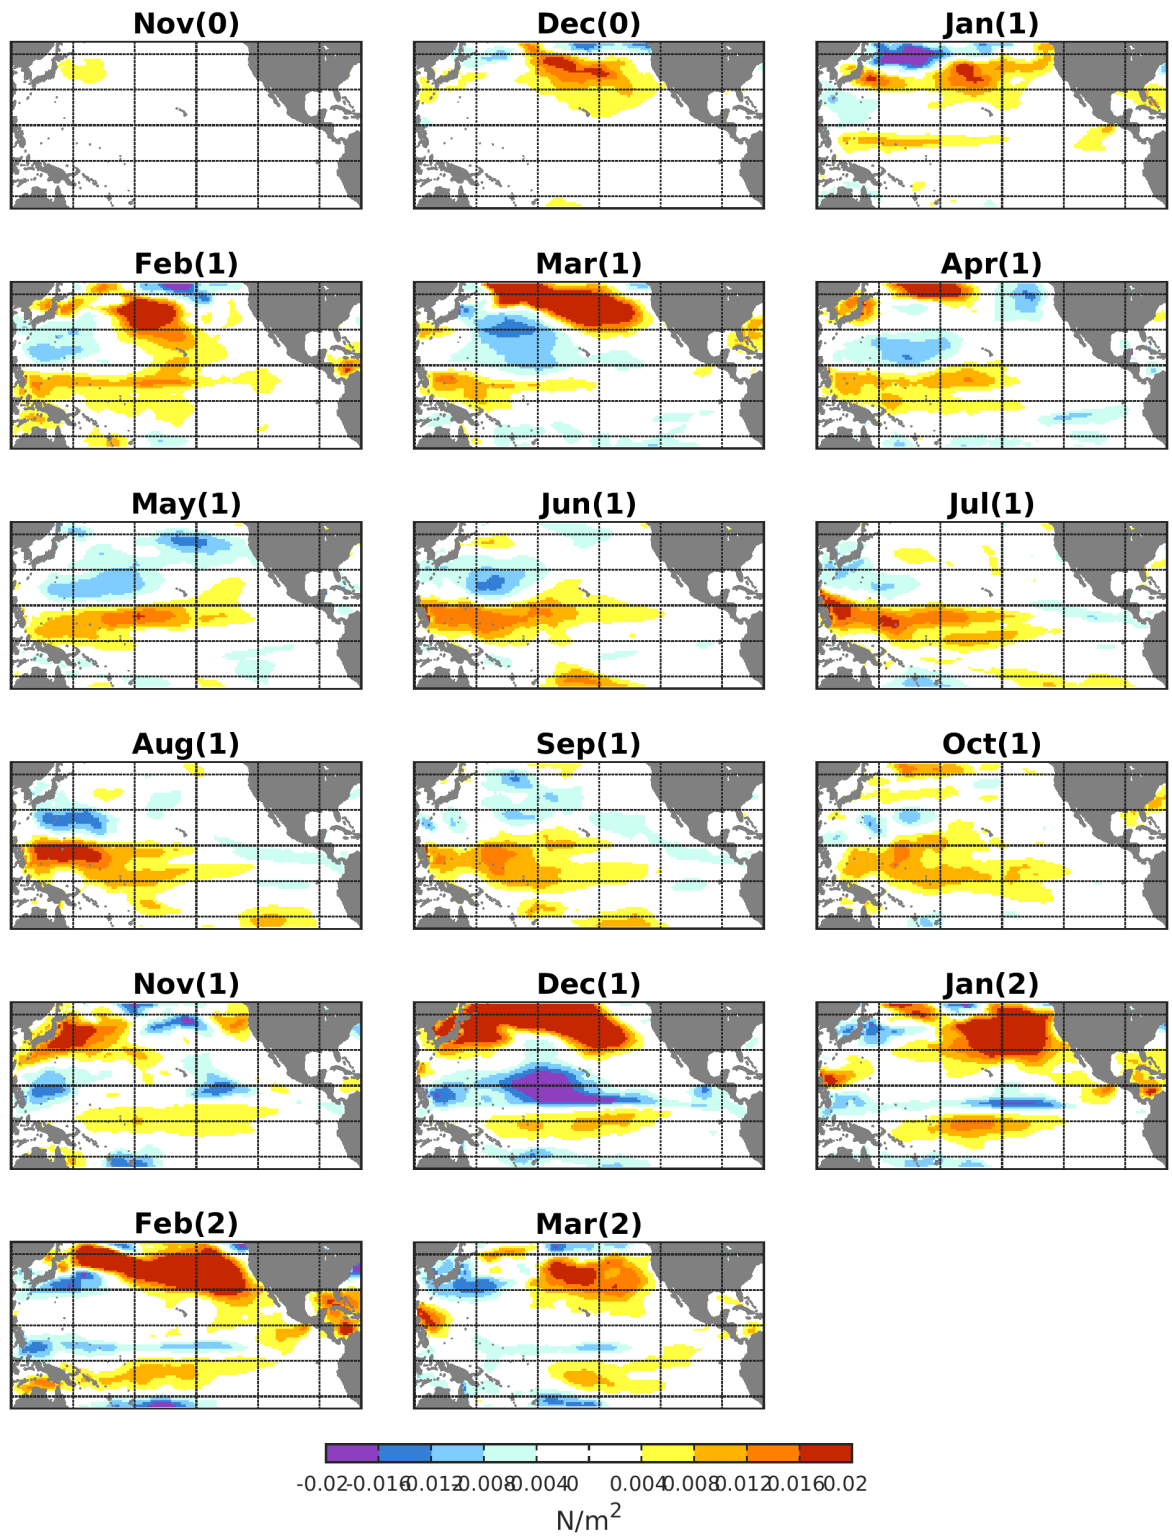 Nov(0) Dec(0) Jan(1)
Feb(1) Mar(1) Apr(1)
May(1) Jun(1) Jul(1)
Aug(1) Sep(1) Oct(1)
Nov(1) Dec(1) Jan(2)
Feb(2) Mar(2)
-0.02 -0.016 -0.012 -0.008 -0.004 0 0.004 0.008 0.012 0.016 0.02
N/m²